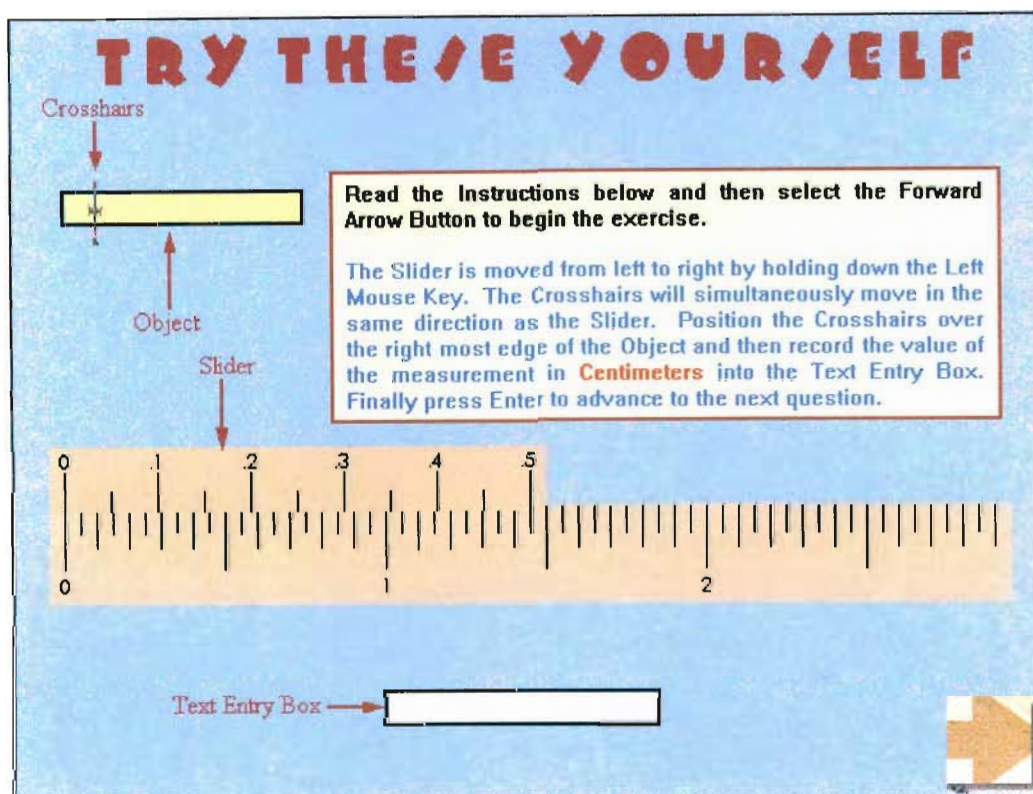 TRY THESE YOURSELF
Crosshairs
Read the Instructions below and then select the Forward
Arrow Button to begin the exercise.
The Slider is moved from left to right by holding down the Left
Mouse Key. The Crosshairs will simultaneously move in the
same direction as the Slider. Position the Crosshairs over
the right most edge of the Object and then record the value of
the measurement in Centimeters into the Text Entry Box.
Finally press Enter to advance to the next question.
Object
Slider
0 .1 .2 .3 .4 .5
0 1 2
Text Entry Box